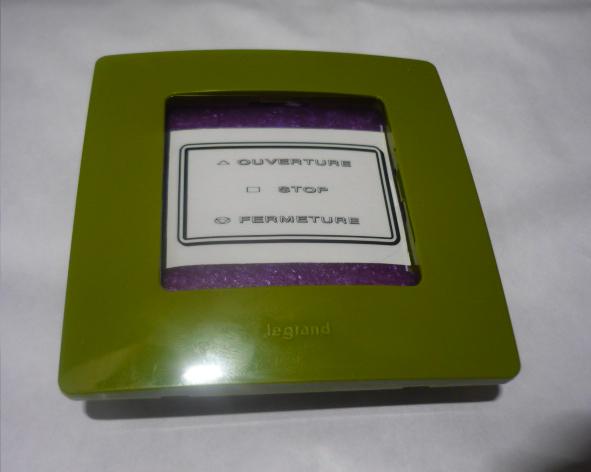 △ OUVERTURE
□ STOP
▽ FERMETURE
legrand